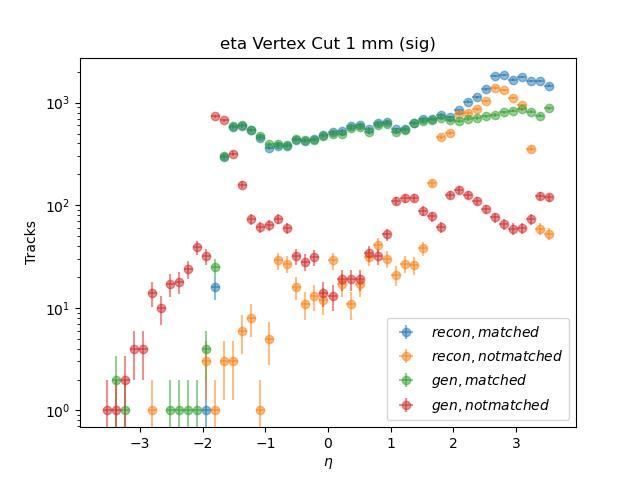 eta Vertex Cut 1 mm (sig)
Tracks
10³
10²
10¹
10⁰
recon, matched
recon, notmatched
gen, matched
gen, notmatched
−3 −2 −1 0 1 2 3
η